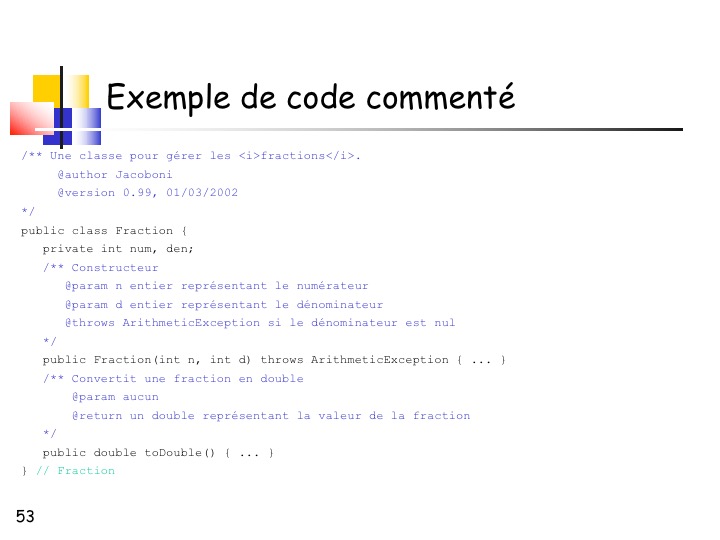 Exemple de code commenté
/** Une classe pour gérer les <i>fractions</i>.
@author Jacoboni
@version 0.99, 01/03/2002
*/
public class Fraction {
private int num, den;
/** Constructeur
@param n entier représentant le numérateur
@param d entier représentant le dénominateur
@throws ArithmeticException si le dénominateur est nul
*/
public Fraction(int n, int d) throws ArithmeticException { ... }
/** Convertit une fraction en double
@param aucun
@return un double représentant la valeur de la fraction
*/
public double toDouble() { ... }
} // Fraction
53